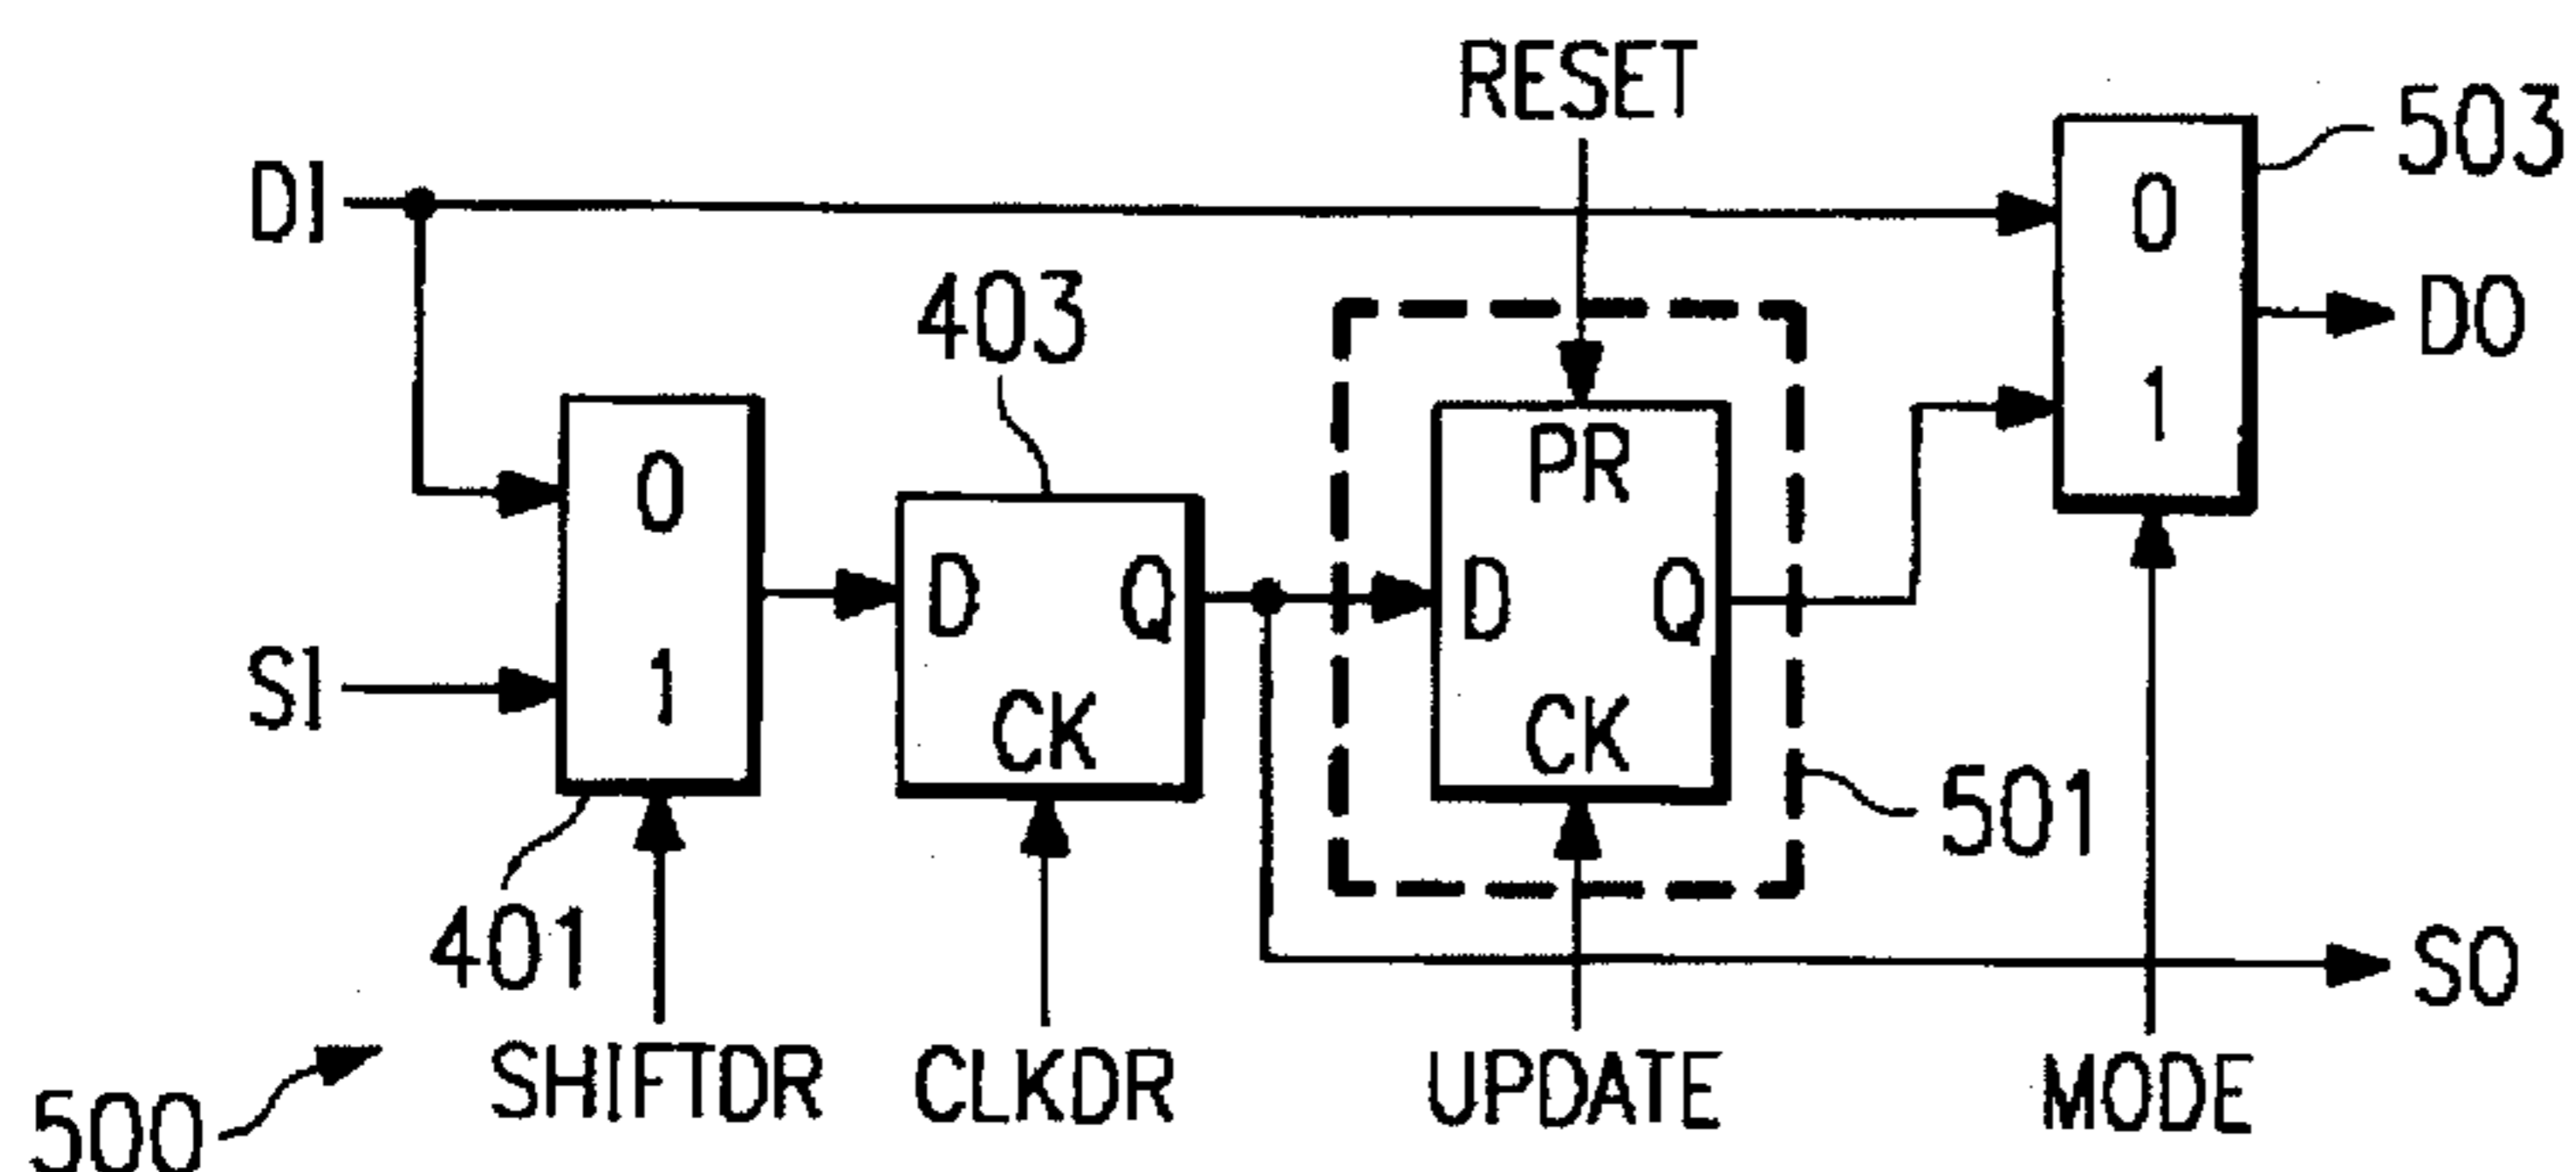 RESET
503
DI
0
DO
403
1
PR
0
D
Q
D
Q
SI
1
CK
CK
501
401
SO
SHIFTDR
CLKDR
UPDATE
MODE
500